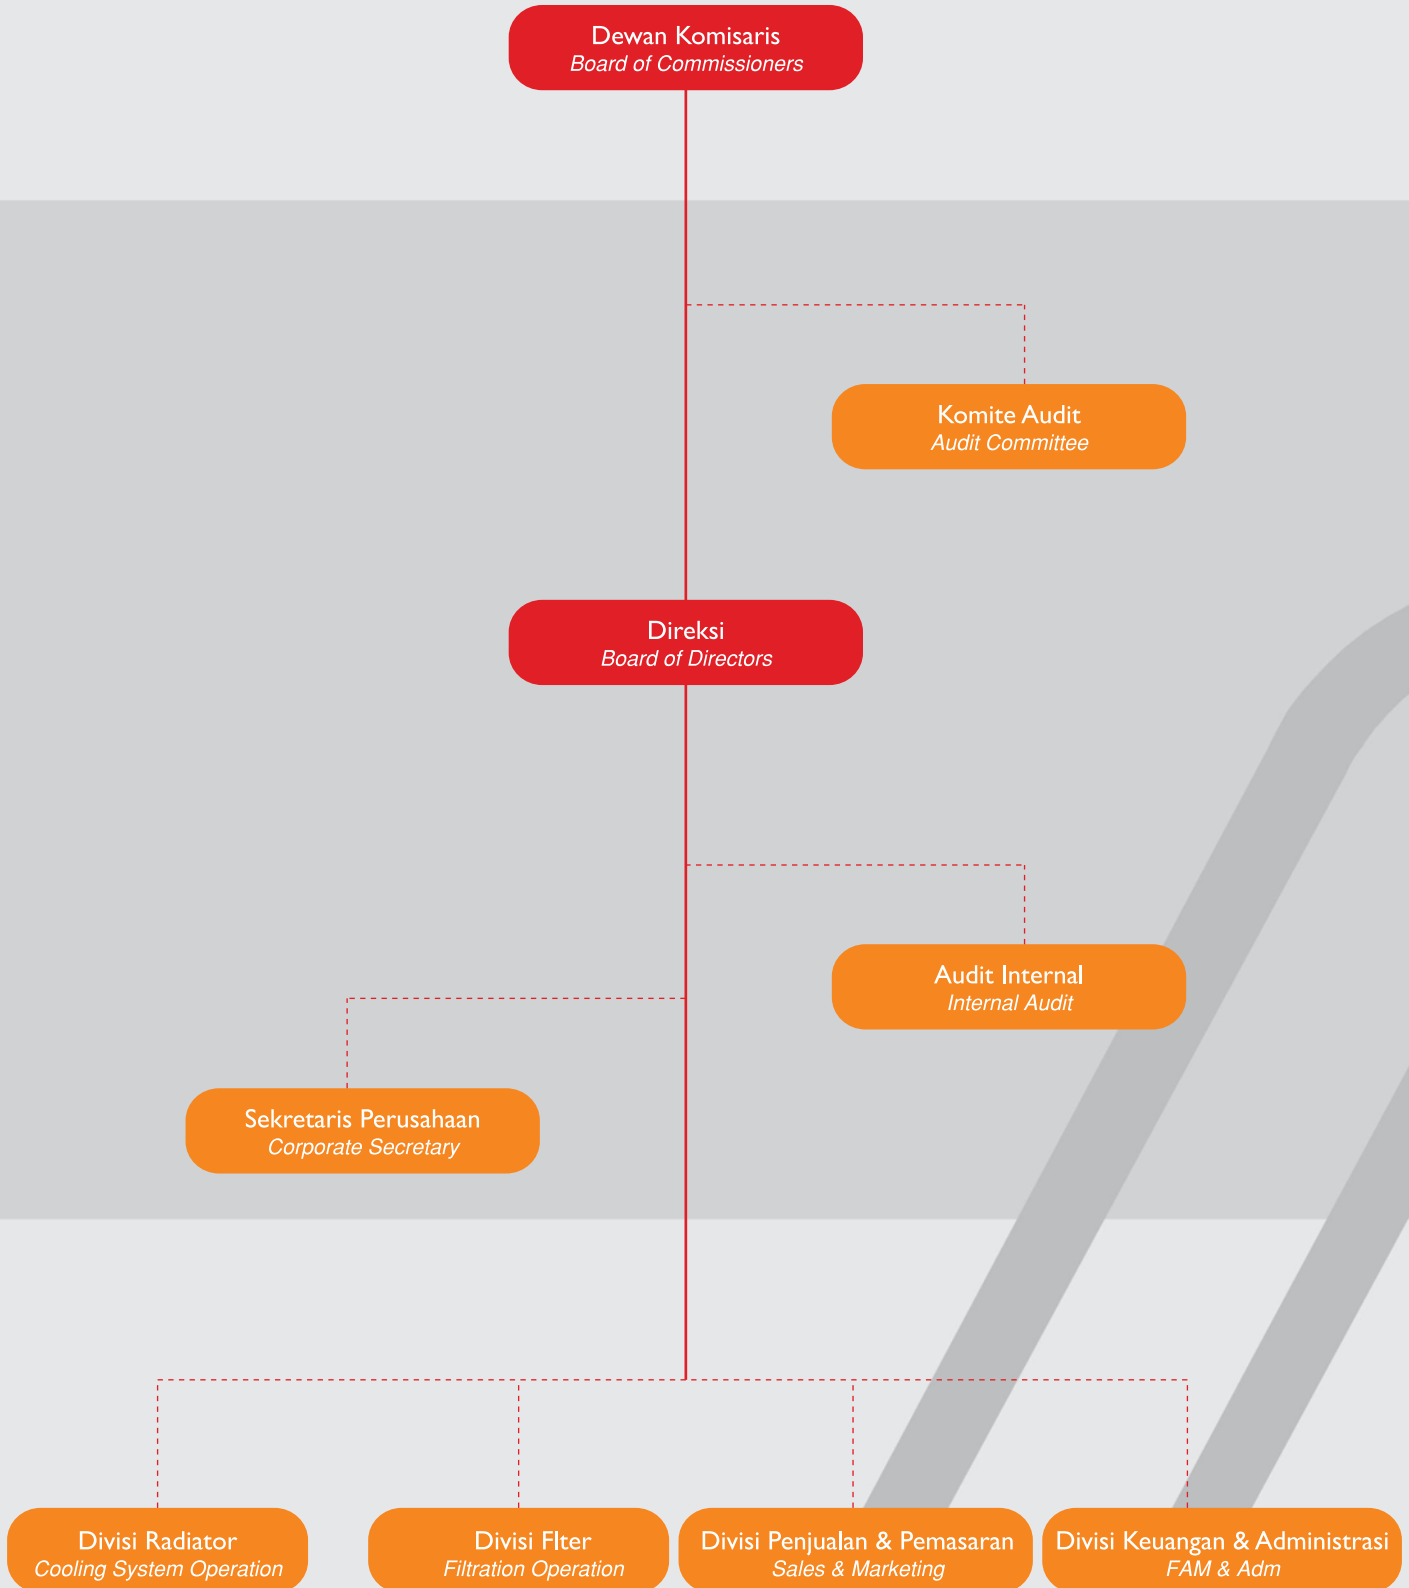 Dewan Komisaris
Board of Commissioners
Komite Audit
Audit Committee
Direksi
Board of Directors
Audit Internal
Internal Audit
Sekretaris Perusahaan
Corporate Secretary
Divisi Radiator
Cooling System Operation
Divisi Flter
Filtration Operation
Divisi Penjualan & Pemasaran
Sales & Marketing
Divisi Keuangan & Administrasi
FAM & Adm